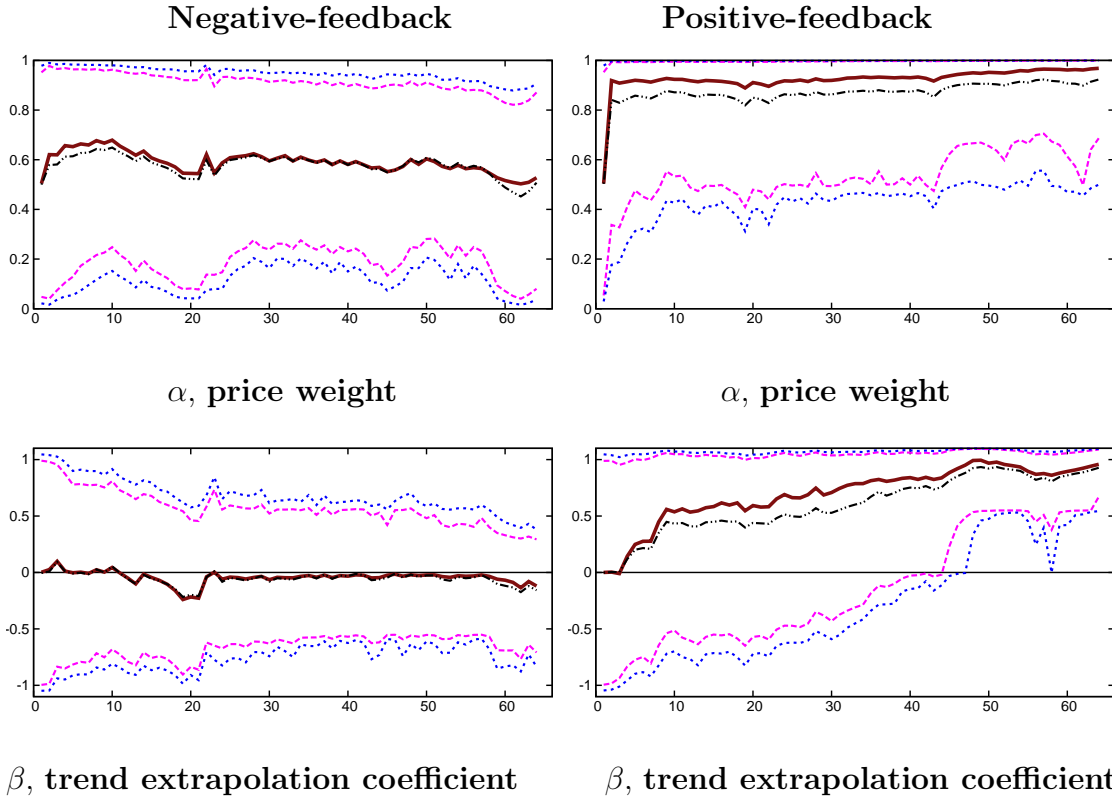 Negative-feedback
Positive-feedback
1
0.8
0.6
0.4
0.2
0
0 10 20 30 40 50 60
1
0.8
0.6
0.4
0.2
0
0 10 20 30 40 50 60
α, price weight
α, price weight
1
0.5
0
-0.5
-1
0 10 20 30 40 50 60
1
0.5
0
-0.5
-1
0 10 20 30 40 50 60
β, trend extrapolation coefficient
β, trend extrapolation coefficient